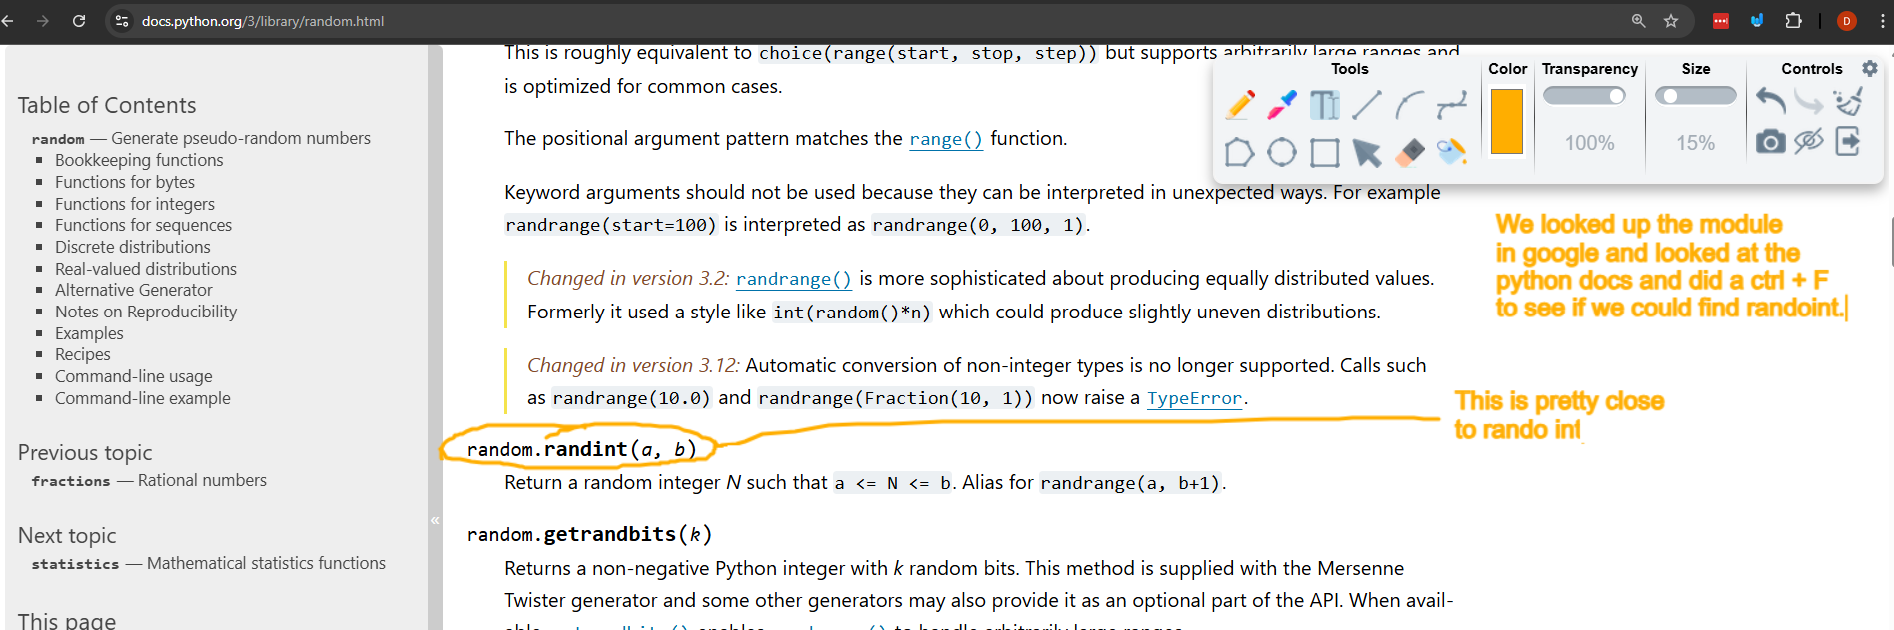 docs.python.org/3/library/random.html
D
Table of Contents
random — Generate pseudo-random numbers
Bookkeeping functions
Functions for bytes
Functions for integers
Functions for sequences
Discrete distributions
Real-valued distributions
Alternative Generator
Notes on Reproducibility
Examples
Recipes
Command-line usage
Command-line example
Previous topic
fractions — Rational numbers
Next topic
statistics — Mathematical statistics functions
This page
«
This is roughly equivalent to choice(range(start, stop, step)) but supports arbitrarily large ranges and
is optimized for common cases.
The positional argument pattern matches the range() function.
Keyword arguments should not be used because they can be interpreted in unexpected ways. For example
randrange(start=100) is interpreted as randrange(0, 100, 1).
Changed in version 3.2: randrange() is more sophisticated about producing equally distributed values.
Formerly it used a style like int(random()*n) which could produce slightly uneven distributions.
Changed in version 3.12: Automatic conversion of non-integer types is no longer supported. Calls such
as randrange(10.0) and randrange(Fraction(10, 1)) now raise a TypeError.
random.randint(a, b)
Return a random integer N such that a <= N <= b. Alias for randrange(a, b+1).
random.getrandbits(k)
Returns a non-negative Python integer with k random bits. This method is supplied with the Mersenne
Twister generator and some other generators may also provide it as an optional part of the API. When avail-
Tools
Color
Transparency
Size
Controls
100%
15%
We looked up the module
in google and looked at the
python docs and did a ctrl + F
to see if we could find randoint.
This is pretty close
to rando int